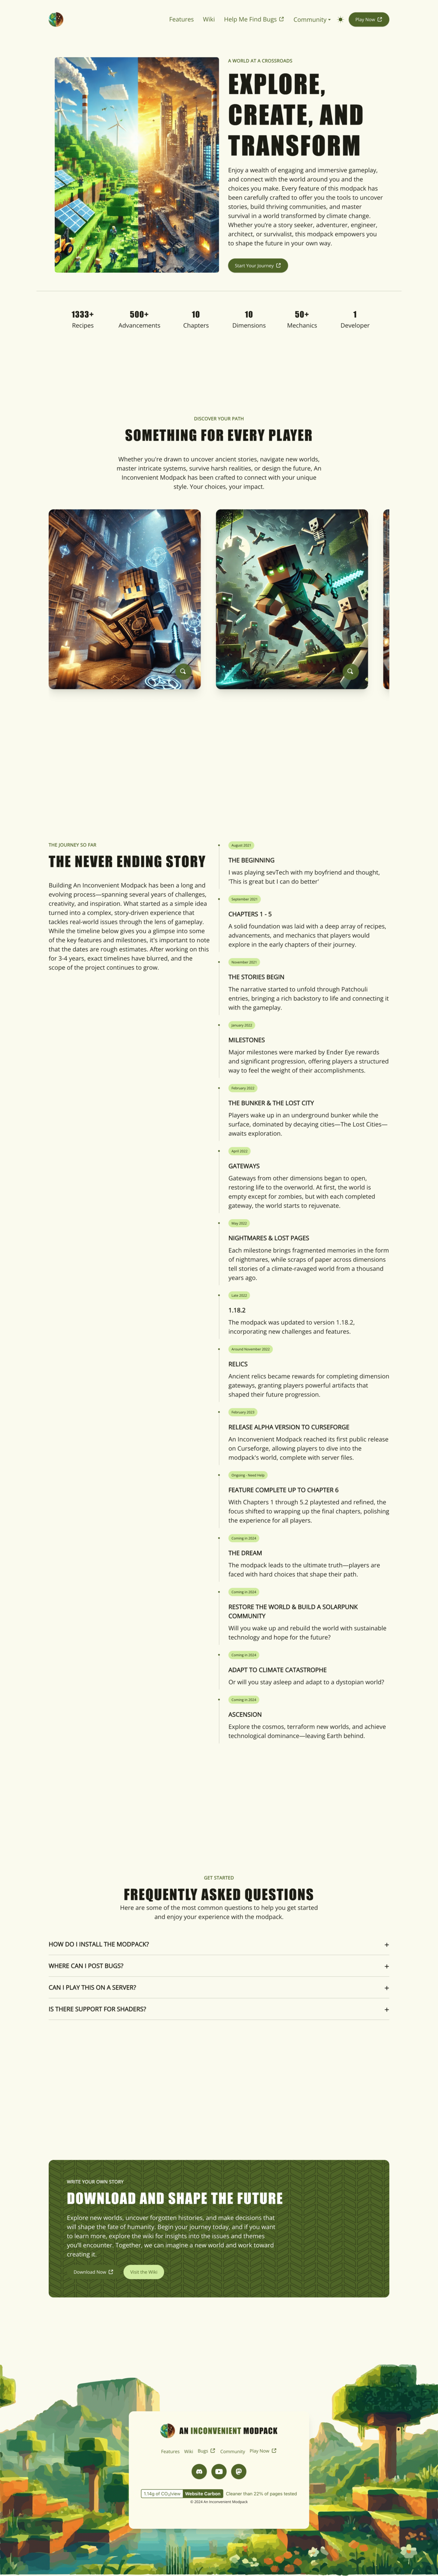 Features Wiki Help Me Find Bugs Community Play Now
A WORLD AT A CROSSROADS
EXPLORE,
CREATE, AND
TRANSFORM
Enjoy a wealth of engaging and immersive gameplay,
and connect with the world around you and the
choices you make. Every feature of this modpack has
been carefully crafted to offer you the tools to uncover
stories, build thriving communities, and master
survival in a world transformed by climate change.
Whether you're a story seeker, adventurer, engineer,
architect, or survivalist, this modpack empowers you
to shape the future in your own way.
Start Your Journey
1333+ 500+ 10 10 50+ 1
Recipes Advancements Chapters Dimensions Mechanics Developer
DISCOVER YOUR PATH
SOMETHING FOR EVERY PLAYER
Whether you're drawn to uncover ancient stories, navigate new worlds,
master intricate systems, survive harsh realities, or design the future, An
Inconvenient Modpack has been crafted to connect with your unique
style. Your choices, your impact.
THE JOURNEY SO FAR
THE NEVER ENDING STORY
Building An Inconvenient Modpack has been a long and
evolving process—spanning several years of challenges,
creativity, and inspiration. What started as a simple idea
turned into a complex, story-driven experience that
tackles real-world issues through the lens of gameplay.
While the timeline below gives you a glimpse into some
of the key features and milestones, it's important to note
that the dates are rough estimates. After working on this
for 3-4 years, exact timelines have blurred, and the
scope of the project continues to grow.
August 2021
THE BEGINNING
I was playing sevTech with my boyfriend and thought,
'This is great but I can do better'
September 2021
CHAPTERS 1 - 5
A solid foundation was laid with a deep array of recipes,
advancements, and mechanics that players would
explore in the early chapters of their journey.
November 2021
THE STORIES BEGIN
The narrative started to unfold through Patchouli
entries, bringing a rich backstory to life and connecting it
with the gameplay.
January 2022
MILESTONES
Major milestones were marked by Ender Eye rewards
and significant progression, offering players a structured
way to feel the weight of their accomplishments.
February 2022
THE BUNKER & THE LOST CITY
Players wake up in an underground bunker while the
surface, dominated by decaying cities—The Lost Cities—
awaits exploration.
April 2022
GATEWAYS
Gateways from other dimensions began to open,
restoring life to the overworld. At first, the world is
empty except for zombies, but with each completed
gateway, the world starts to rejuvenate.
May 2022
NIGHTMARES & LOST PAGES
Each milestone brings fragmented memories in the form
of nightmares, while scraps of paper across dimensions
tell stories of a climate-ravaged world from a thousand
years ago.
Late 2022
1.18.2
The modpack was updated to version 1.18.2,
incorporating new challenges and features.
Around November 2022
RELICS
Ancient relics became rewards for completing dimension
gateways, granting players powerful artifacts that
shaped their future progression.
February 2023
RELEASE ALPHA VERSION TO CURSEFORGE
An Inconvenient Modpack reached its first public release
on Curseforge, allowing players to dive into the
modpack's world, complete with server files.
Ongoing - Need Help
FEATURE COMPLETE UP TO CHAPTER 6
With Chapters 1 through 5.2 playtested and refined, the
focus shifted to wrapping up the final chapters, polishing
the experience for all players.
Coming in 2024
THE DREAM
The modpack leads to the ultimate truth—players are
faced with hard choices that shape their path.
Coming in 2024
RESTORE THE WORLD & BUILD A SOLARPUNK
COMMUNITY
Will you wake up and rebuild the world with sustainable
technology and hope for the future?
Coming in 2024
ADAPT TO CLIMATE CATASTROPHE
Or will you stay asleep and adapt to a dystopian world?
Coming in 2024
ASCENSION
Explore the cosmos, terraform new worlds, and achieve
technological dominance—leaving Earth behind.
GET STARTED
FREQUENTLY ASKED QUESTIONS
Here are some of the most common questions to help you get started
and enjoy your experience with the modpack.
HOW DO I INSTALL THE MODPACK? +
WHERE CAN I POST BUGS? +
CAN I PLAY THIS ON A SERVER? +
IS THERE SUPPORT FOR SHADERS? +
WRITE YOUR OWN STORY
DOWNLOAD AND SHAPE THE FUTURE
Explore new worlds, uncover forgotten histories, and make decisions that
will shape the fate of humanity. Begin your journey today, and if you want
to learn more, explore the wiki for insights into the issues and themes
you'll encounter. Together, we can imagine a new world and work toward
creating it.
Download Now Visit the Wiki
AN INCONVENIENT MODPACK
Features Wiki Bugs Community Play Now
1.14g of CO₂/view Website Carbon Cleaner than 22% of pages tested
© 2024 An Inconvenient Modpack